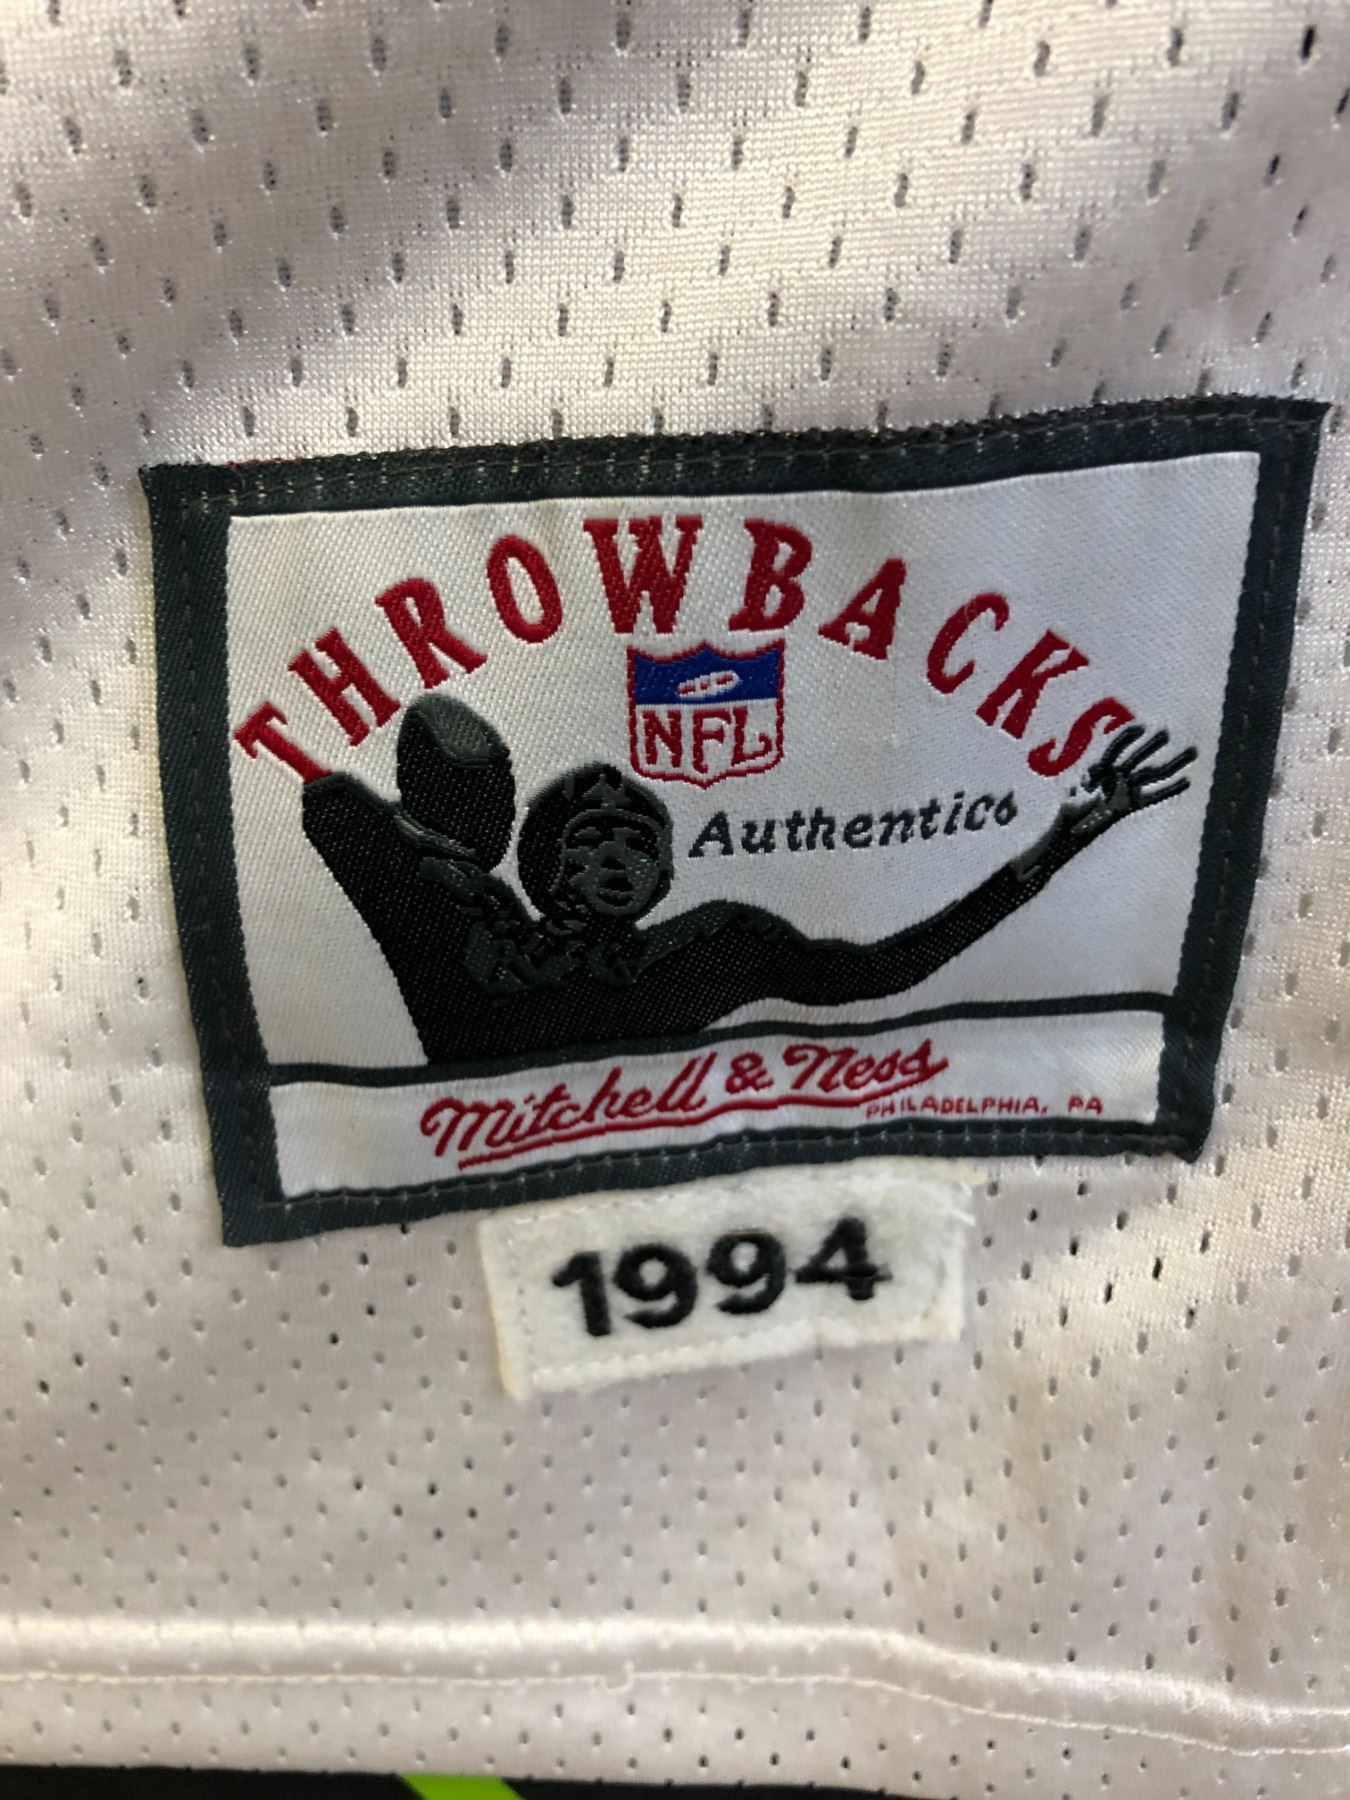 THROWBACKS
NFL
Authentics
Mitchell & Ness
PHILADELPHIA, PA
1994